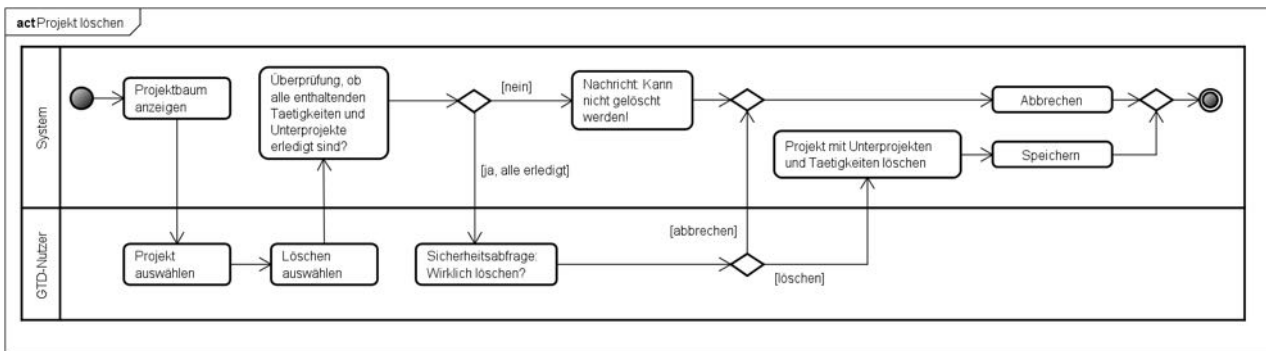 act Projekt löschen
System
Projektbaum
anzeigen
Überprüfung, ob
alle enthaltenden
Taetigkeiten und
Unterprojekte
erledigt sind?
[nein]
Nachricht: Kann
nicht gelöscht
werden!
Abbrechen
[ja, alle erledigt]
Projekt mit Unterprojekten
und Taetigkeiten löschen
Speichern
GTD-Nutzer
Projekt
auswählen
Löschen
auswählen
Sicherheitsabfrage:
Wirklich löschen?
[abbrechen]
[löschen]